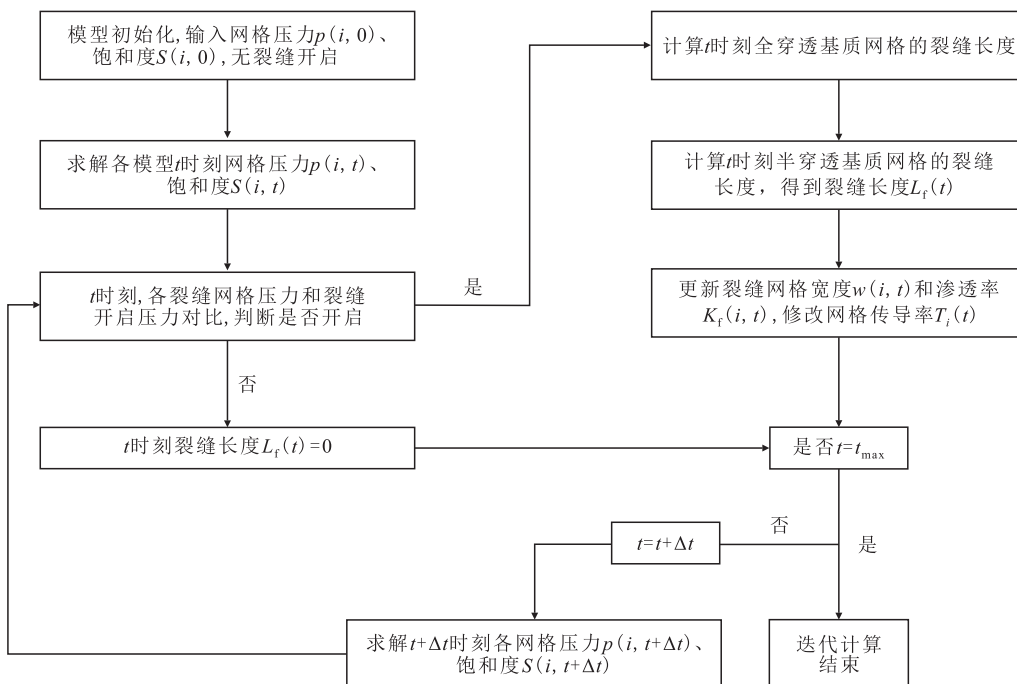 模型初始化,输入网格压力p(i,0)、
饱和度S(i,0),无裂缝开启
求解各模型t时刻网格压力p(i,t)、
饱和度S(i,t)
t时刻,各裂缝网格压力和裂缝
开启压力对比,判断是否开启
是
否
t时刻裂缝长度L_f(t)=0
计算t时刻全穿透基质网格的裂缝长度
计算t时刻半穿透基质网格的裂缝
长度，得到裂缝长度L_f(t)
更新裂缝网格宽度w(i,t)和渗透率
K_f(i,t),修改网格传导率T_i(t)
是否t=t_max
否
是
t=t+Δt
求解t+Δt时刻各网格压力p(i,t+Δt)、
饱和度S(i,t+Δt)
迭代计算
结束